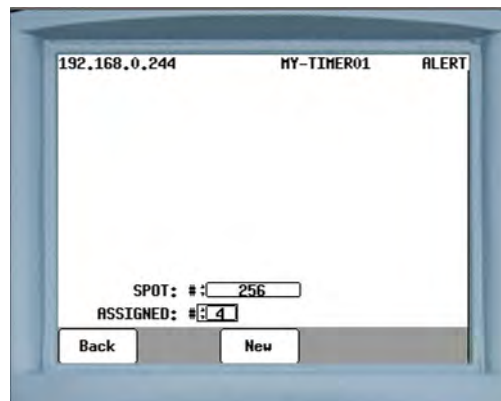 192.168.0.244 MY-TIMER01 ALERT
SPOT: #: 256
ASSIGNED: #: 4
Back New